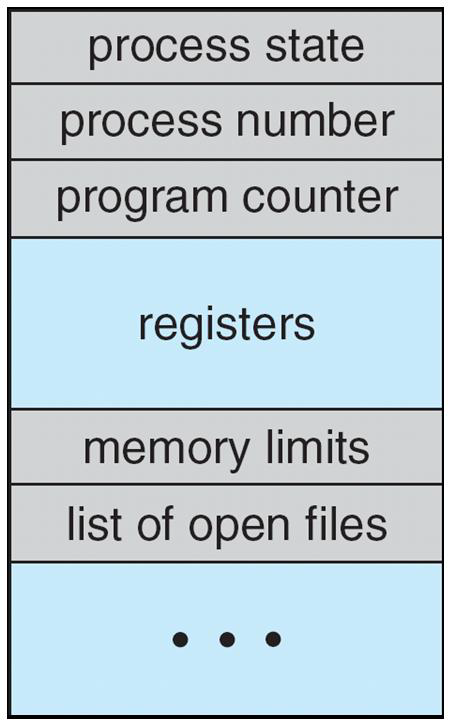 process state
process number
program counter
registers
memory limits
list of open files
• • •